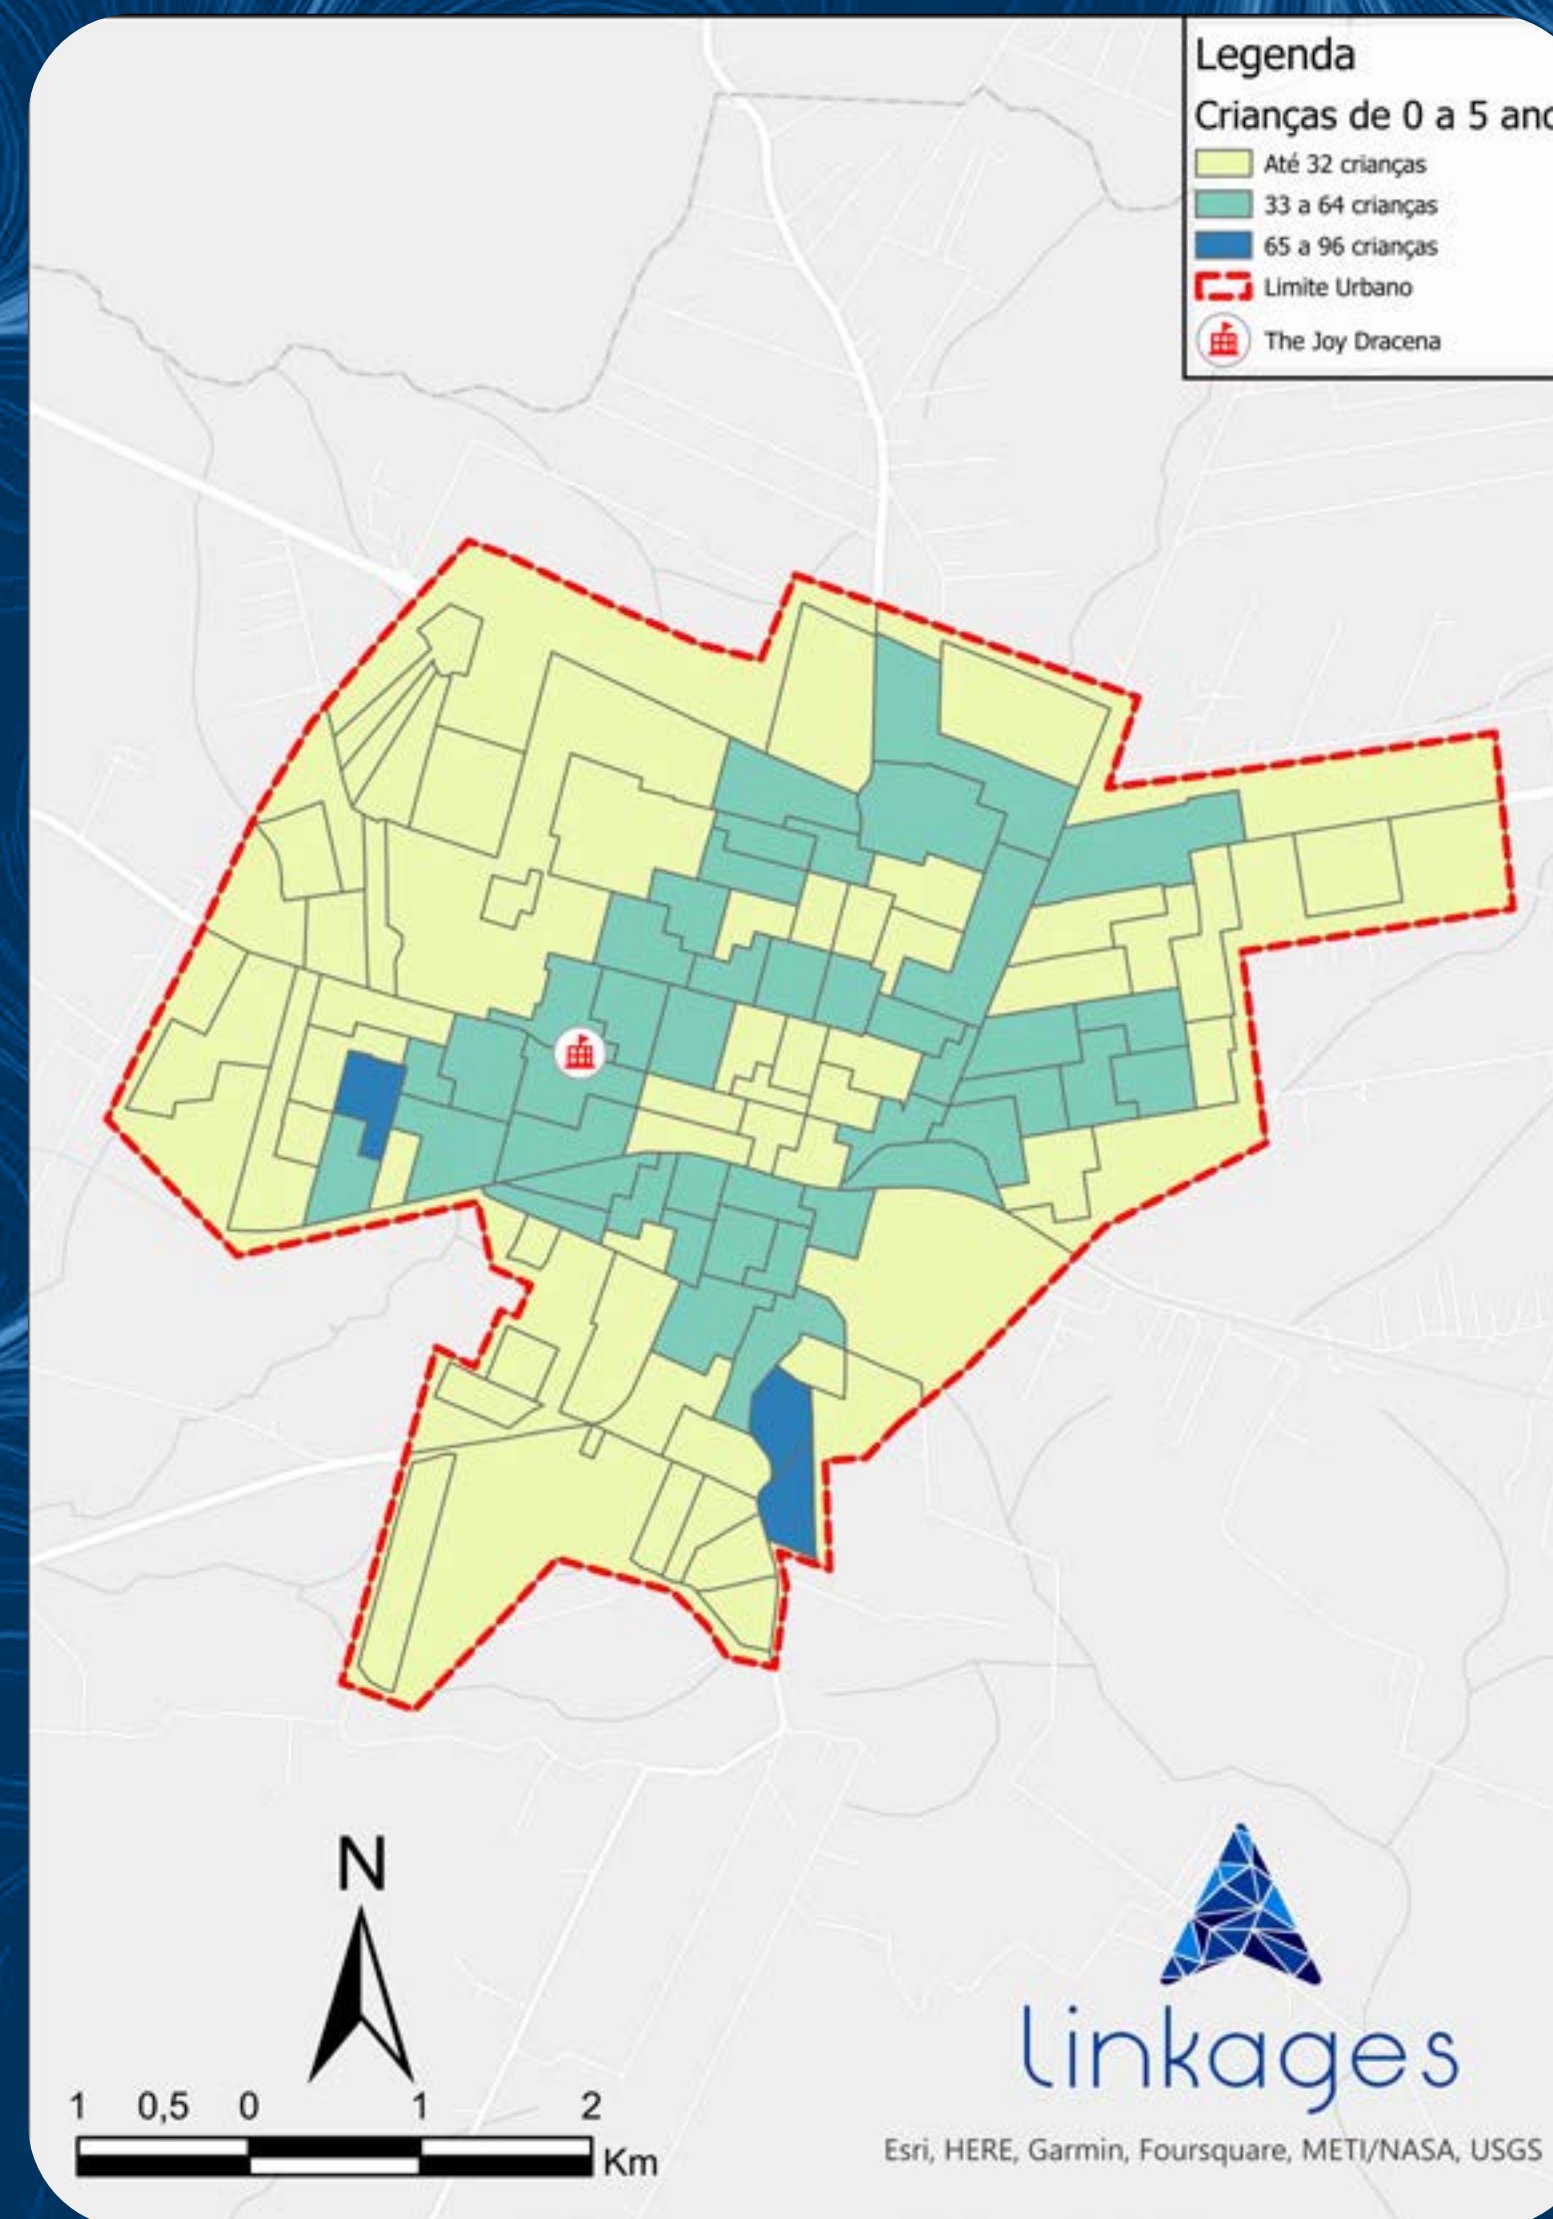 Legenda
Crianças de 0 a 5 ano
Até 32 crianças
33 a 64 crianças
65 a 96 crianças
Limite Urbano
The Joy Dracena
N
1 0,5 0 1 2
Km
linkages
Esri, HERE, Garmin, Foursquare, METI/NASA, USGS